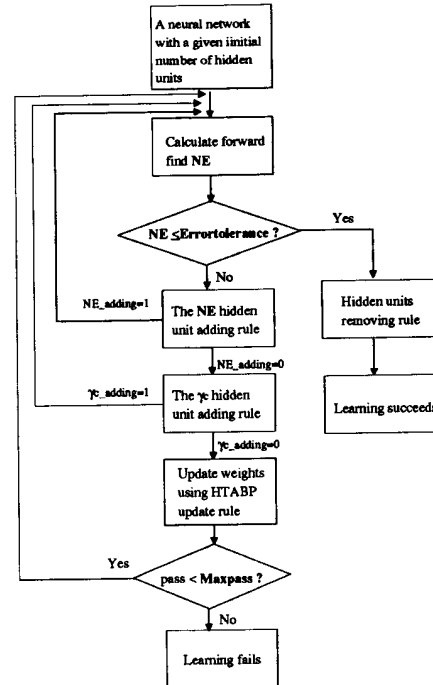 A neural network
with a given iinitial
number of hidden
units
Calculate forward
find NE
NE ≤Errortolerance ?
Yes
No
NE_adding=1
The NE hidden
unit adding rule
Hidden units
removing rule
NE_adding=0
γc_adding=1
The γc hidden
unit adding rule
Learning succeeds
γc_adding=0
Update weights
using HTABP
update rule
Yes
pass < Maxpass ?
No
Learning fails